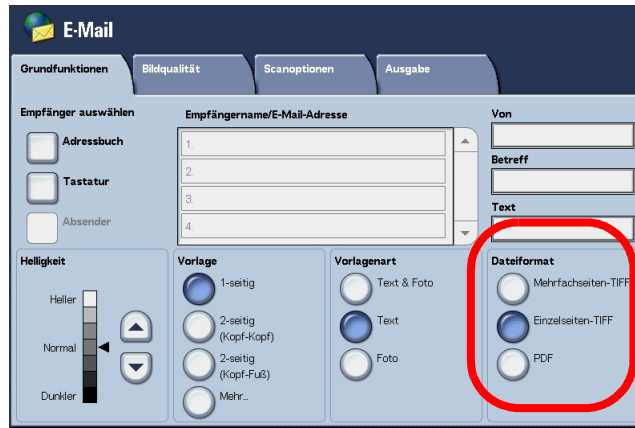 E-Mail
Grundfunktionen
Bildqualität
Scanoptionen
Ausgabe
Empfänger auswählen
Adressbuch
Tastatur
Absender
Empfängername/E-Mail-Adresse
1.
2.
3.
4.
Von
Betreff
Text
Helligkeit
Heller
Normal
Dunkler
Vorlage
1-seitig
2-seitig
(Kopf-Kopf)
2-seitig
(Kopf-Fuß)
Mehr...
Vorlagenart
Text & Foto
Text
Foto
Dateiformat
Mehrfachseiten-TIFF
Einzelseiten-TIFF
PDF